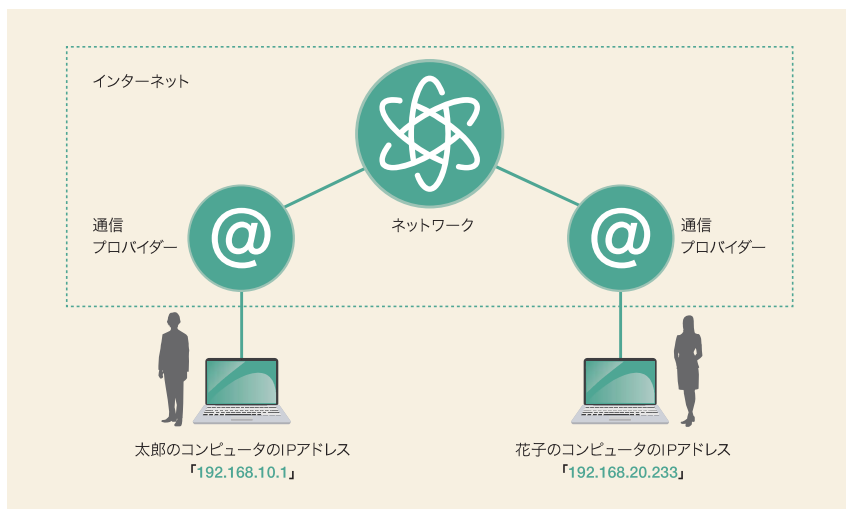 インターネット
ネットワーク
通信
プロバイダー
@
@
通信
プロバイダー
太郎のコンピュータのIPアドレス
「192.168.10.1」
花子のコンピュータのIPアドレス
「192.168.20.233」